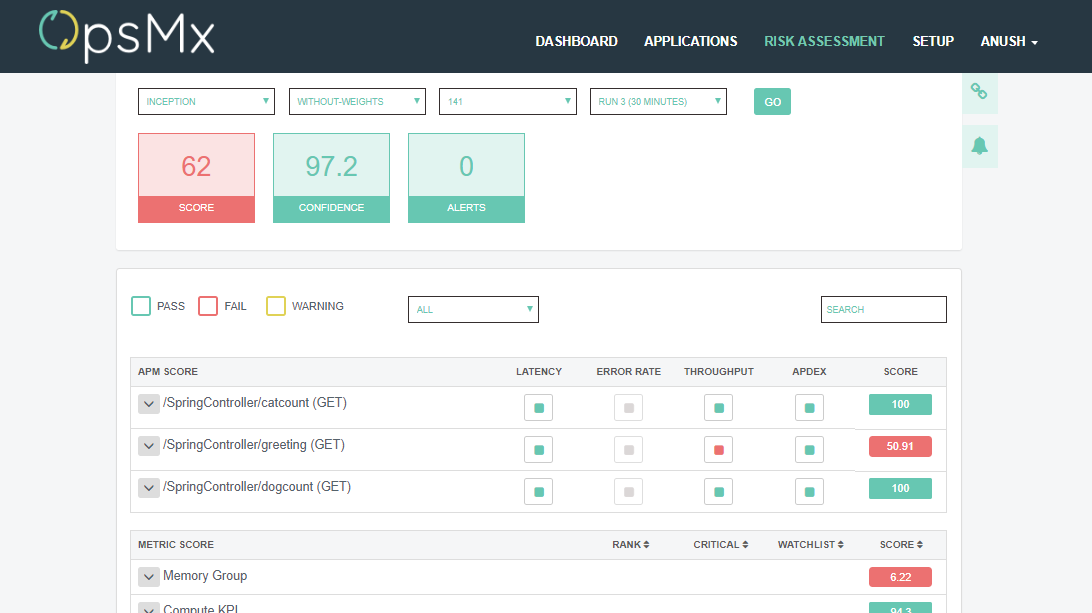 OpsMx
DASHBOARD APPLICATIONS RISK ASSESSMENT SETUP ANUSH
INCEPTION WITHOUT-WEIGHTS 141 RUN 3 (30 MINUTES) GO
62 97.2 0
SCORE CONFIDENCE ALERTS
PASS FAIL WARNING ALL SEARCH
APM SCORE LATENCY ERROR RATE THROUGHPUT APDEX SCORE
/SpringController/catcount (GET) 100
/SpringController/greeting (GET) 50.91
/SpringController/dogcount (GET) 100
METRIC SCORE RANK CRITICAL WATCHLIST SCORE
Memory Group 6.22
Compute KPI 94.3